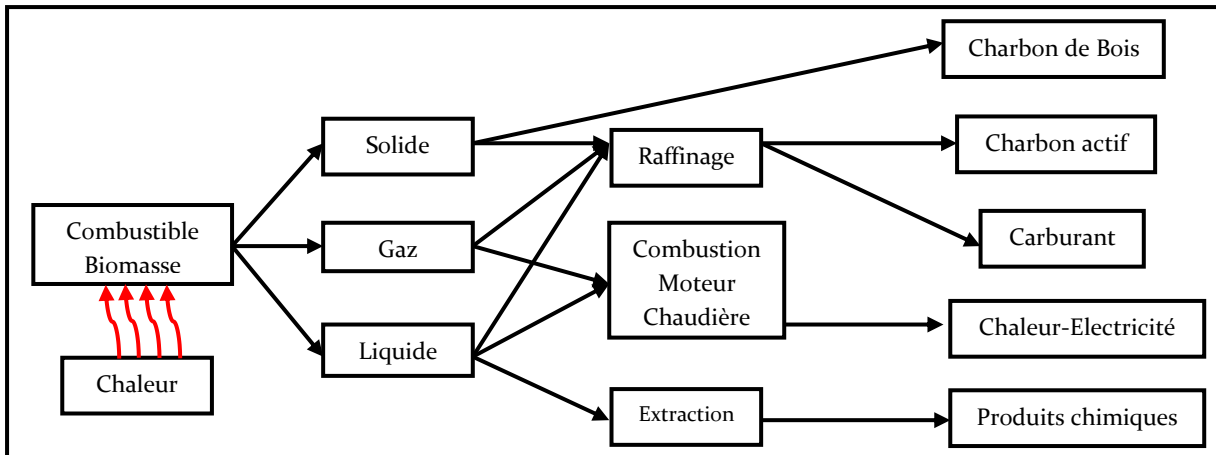 Charbon de Bois
Solide
Raffinage
Charbon actif
Combustible
Biomasse
Gaz
Combustion
Moteur
Chaudière
Carburant
Liquide
Chaleur-Electricité
Chaleur
Extraction
Produits chimiques